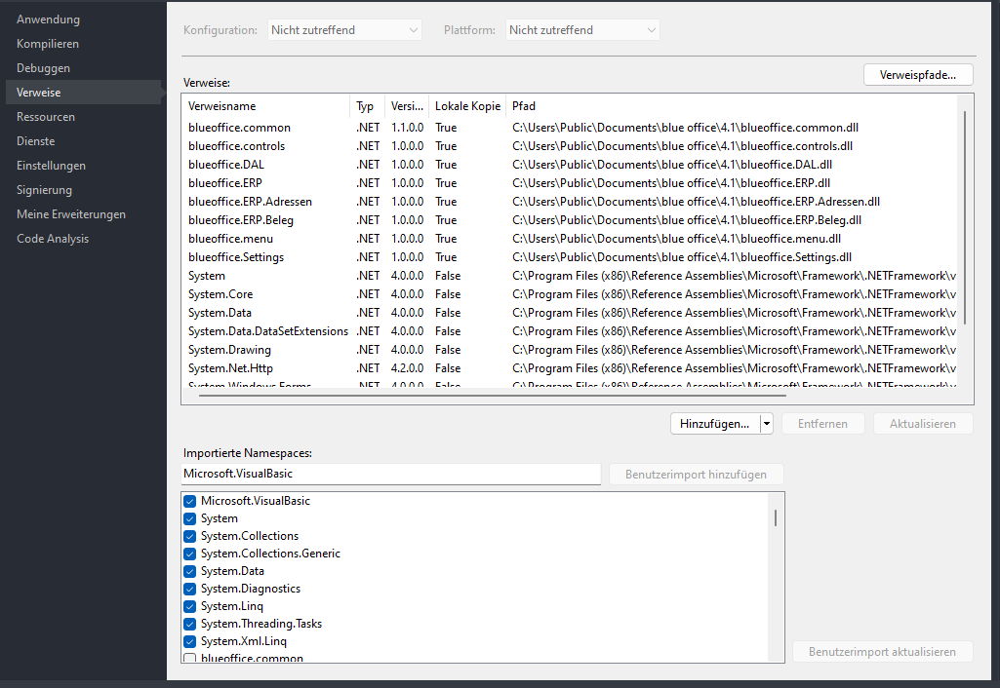 Anwendung
Kompilieren
Debuggen
Verweise
Ressourcen
Dienste
Einstellungen
Signierung
Meine Erweiterungen
Code Analysis
Konfiguration: Nicht zutreffend Plattform: Nicht zutreffend
Verweise: Verweispfade...
Verweisname Typ Versi... Lokale Kopie Pfad
blueoffice.common .NET 1.1.0.0 True C:\Users\Public\Documents\blue office\4.1\blueoffice.common.dll
blueoffice.controls .NET 1.0.0.0 True C:\Users\Public\Documents\blue office\4.1\blueoffice.controls.dll
blueoffice.DAL .NET 1.0.0.0 True C:\Users\Public\Documents\blue office\4.1\blueoffice.DAL.dll
blueoffice.ERP .NET 1.0.0.0 True C:\Users\Public\Documents\blue office\4.1\blueoffice.ERP.dll
blueoffice.ERP.Adressen .NET 1.0.0.0 True C:\Users\Public\Documents\blue office\4.1\blueoffice.ERP.Adressen.dll
blueoffice.ERP.Beleg .NET 1.0.0.0 True C:\Users\Public\Documents\blue office\4.1\blueoffice.ERP.Beleg.dll
blueoffice.menu .NET 1.0.0.0 True C:\Users\Public\Documents\blue office\4.1\blueoffice.menu.dll
blueoffice.Settings .NET 1.0.0.0 True C:\Users\Public\Documents\blue office\4.1\blueoffice.Settings.dll
System .NET 4.0.0.0 False C:\Program Files (x86)\Reference Assemblies\Microsoft\Framework\.NETFramework\v
System.Core .NET 4.0.0.0 False C:\Program Files (x86)\Reference Assemblies\Microsoft\Framework\.NETFramework\v
System.Data .NET 4.0.0.0 False C:\Program Files (x86)\Reference Assemblies\Microsoft\Framework\.NETFramework\v
System.Data.DataSetExtensions .NET 4.0.0.0 False C:\Program Files (x86)\Reference Assemblies\Microsoft\Framework\.NETFramework\v
System.Drawing .NET 4.0.0.0 False C:\Program Files (x86)\Reference Assemblies\Microsoft\Framework\.NETFramework\v
System.Net.Http .NET 4.2.0.0 False C:\Program Files (x86)\Reference Assemblies\Microsoft\Framework\.NETFramework\v
System.Windows.Forms .NET 4.0.0.0 False C:\Program Files (x86)\Reference Assemblies\Microsoft\Framework\.NETFramework\v
Hinzufügen... Entfernen Aktualisieren
Importierte Namespaces:
Microsoft.VisualBasic Benutzerimport hinzufügen
Microsoft.VisualBasic
System
System.Collections
System.Collections.Generic
System.Data
System.Diagnostics
System.Linq
System.Threading.Tasks
System.Xml.Linq
blueoffice.common
Benutzerimport aktualisieren